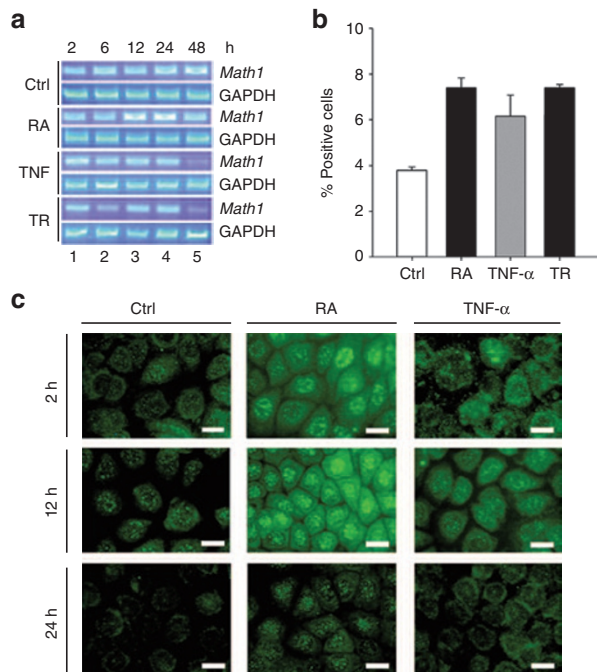 a
2 6 12 24 48 h
Ctrl
Math1
GAPDH
RA
Math1
GAPDH
TNF
Math1
GAPDH
TR
Math1
GAPDH
1 2 3 4 5
b
% Positive cells
10
8
6
4
2
0
Ctrl RA TNF-α TR
c
Ctrl RA TNF-α
2 h
12 h
24 h